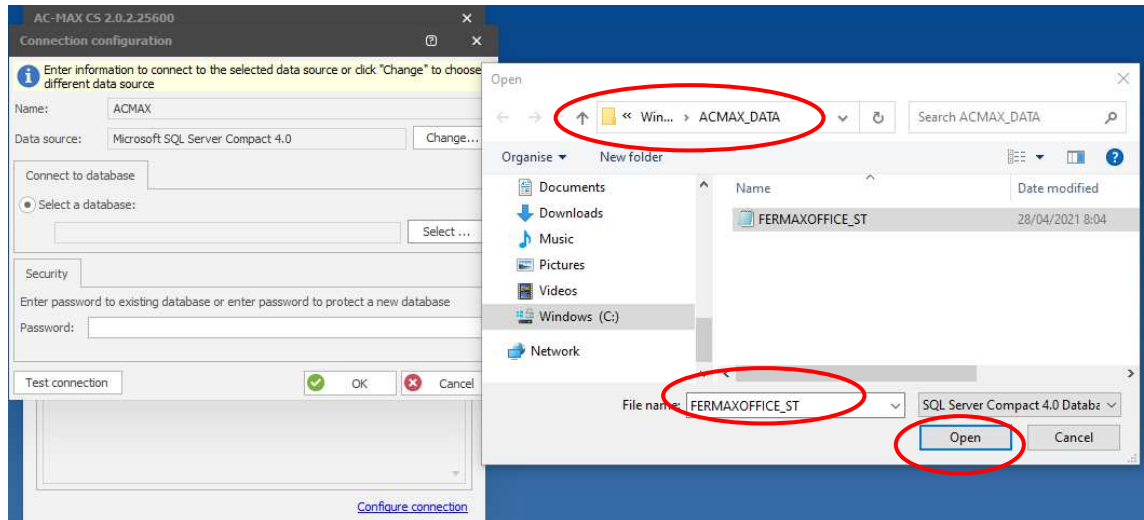 AC-MAX CS 2.0.2.25600
Connection configuration
Enter information to connect to the selected data source or click "Change" to choose
different data source
Name: ACMAX
Data source: Microsoft SQL Server Compact 4.0 Change...
Connect to database
Select a database:
Select ...
Security
Enter password to existing database or enter password to protect a new database
Password:
Test connection OK Cancel
Configure connection
Open
« Win... › ACMAX_DATA Search ACMAX_DATA
Organise New folder
Documents
Downloads
Music
Pictures
Videos
Windows (C:)
Network
Name Date modified
FERMAXOFFICE_ST 28/04/2021 8:04
File name: FERMAXOFFICE_ST SQL Server Compact 4.0 Databa
Open Cancel